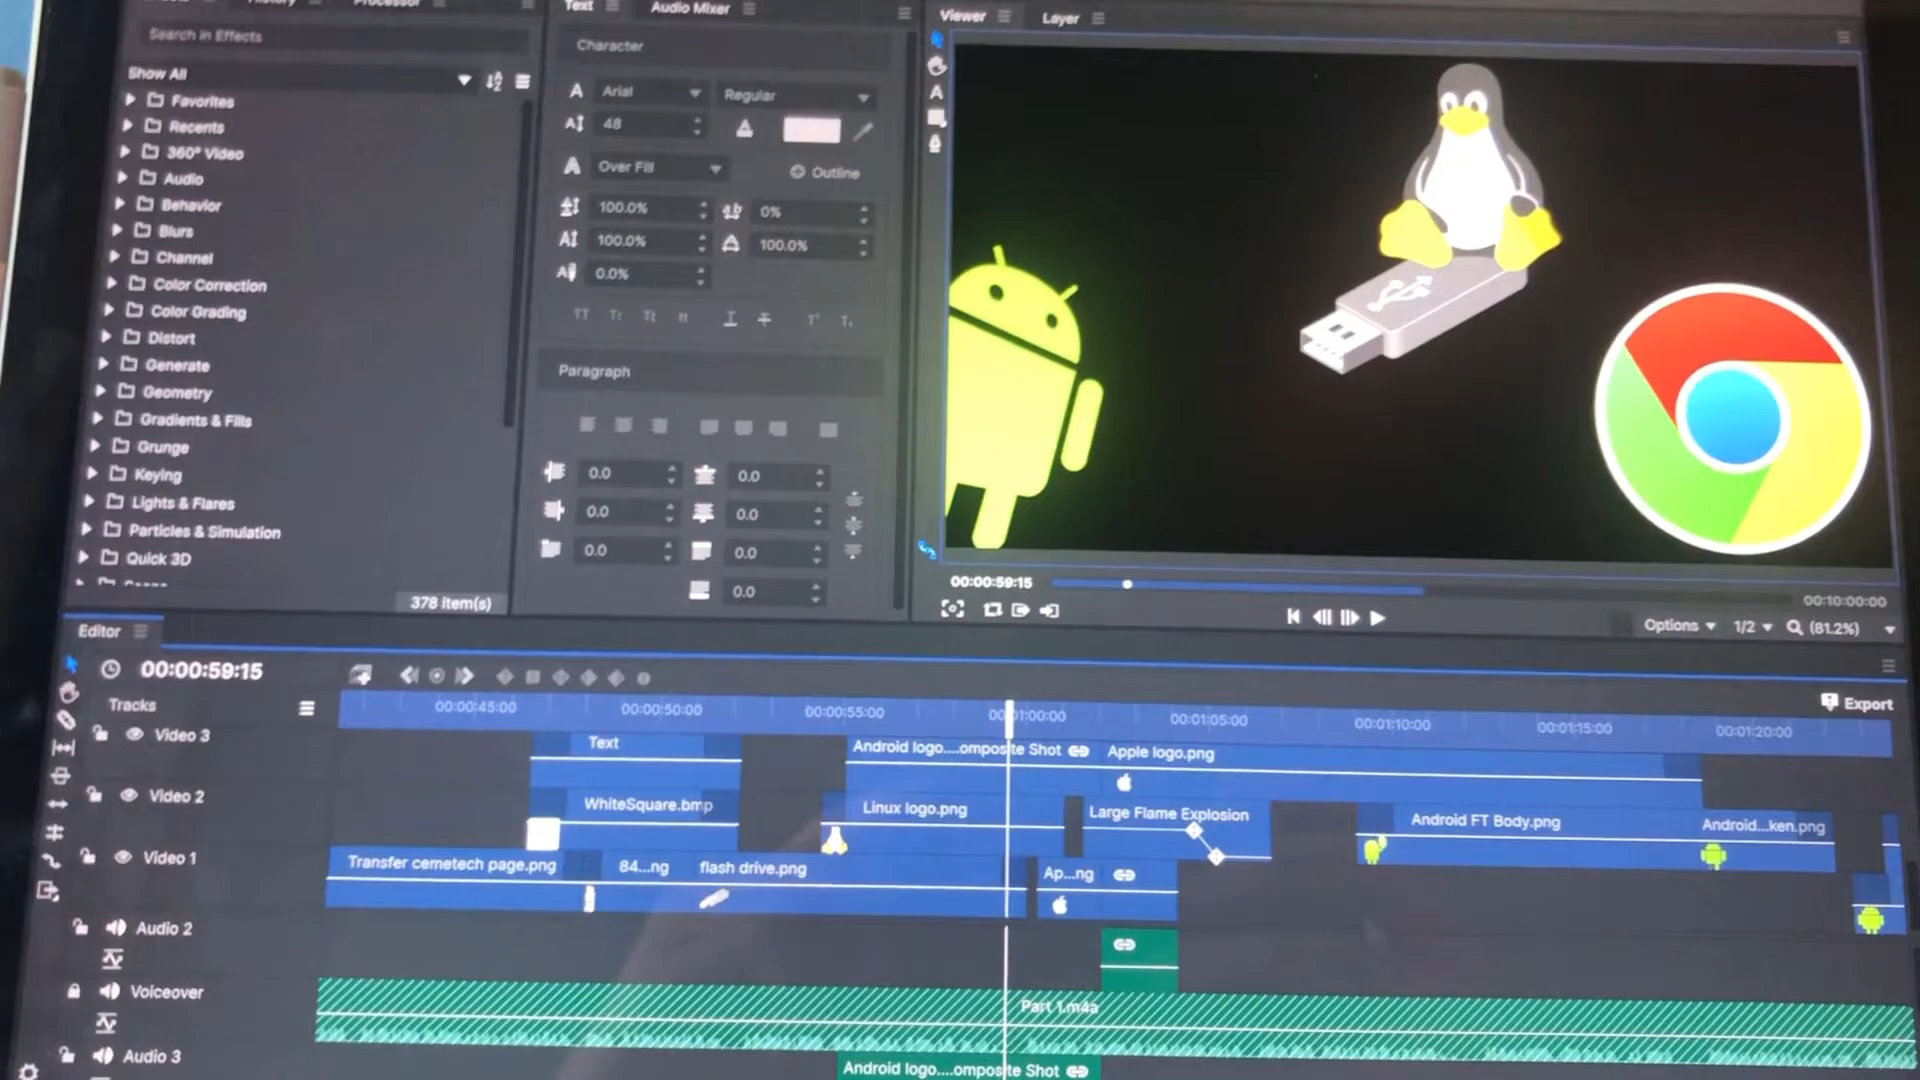 History
Processor
Text
Audio Mixer
Viewer
Layer
Search in Effects
Character
Show All
Arial
Regular
Favorites
48
Recents
360° Video
Over Fill
Outline
Audio
Behavior
100.0%
0%
Blurs
100.0%
100.0%
Channel
0.0%
Color Correction
Color Grading
Distort
Generate
Paragraph
Geometry
Gradients & Fills
Grunge
Keying
0.0
0.0
Lights & Flares
0.0
0.0
Particles & Simulation
0.0
0.0
Quick 3D
0.0
378 item(s)
00:00:59:15
00:10:00:00
Options
1/2
(81.2%)
Editor
00:00:59:15
Export
Tracks
00:00:45:00
00:00:50:00
00:00:55:00
00:01:00:00
00:01:05:00
00:01:10:00
00:01:15:00
00:01:20:00
Video 3
Text
Android logo....omposite Shot
Apple logo.png
Video 2
WhiteSquare.bmp
Linux logo.png
Large Flame Explosion
Android FT Body.png
Android...ken.png
Video 1
Transfer cemetech page.png
84...ng
flash drive.png
Ap...ng
Audio 2
Voiceover
Part 1.m4a
Audio 3
Android logo....omposite Shot